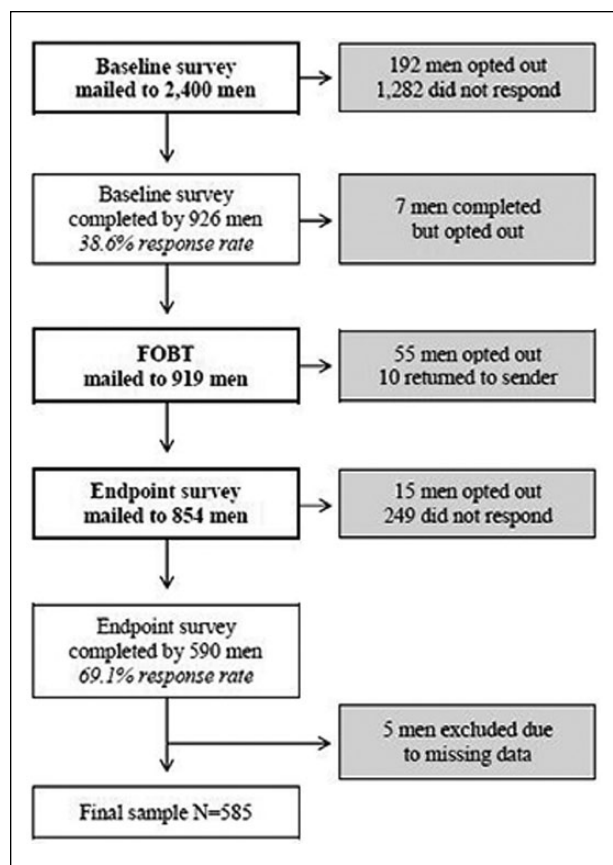 Baseline survey
mailed to 2,400 men
192 men opted out
1,282 did not respond
Baseline survey
completed by 926 men
38.6% response rate
7 men completed
but opted out
FOBT
mailed to 919 men
55 men opted out
10 returned to sender
Endpoint survey
mailed to 854 men
15 men opted out
249 did not respond
Endpoint survey
completed by 590 men
69.1% response rate
5 men excluded due
to missing data
Final sample N=585